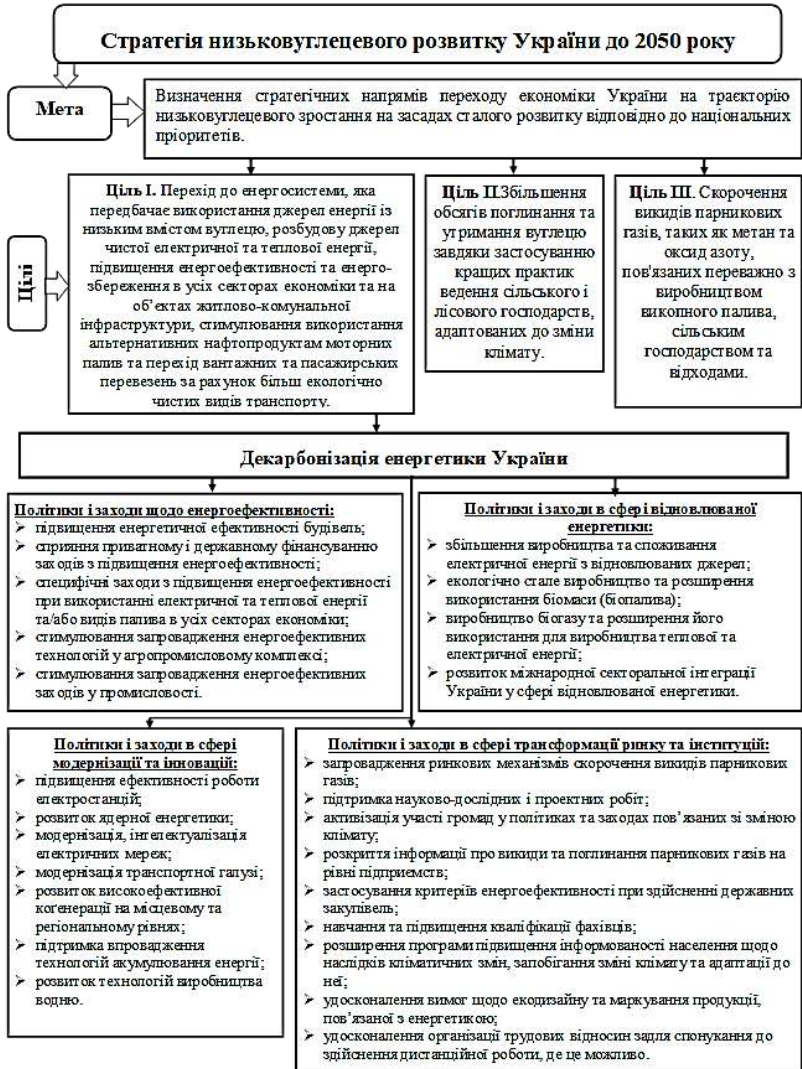 Стратегія низьковуглецевого розвитку України до 2050 року
Мета
Визначення стратегічних напрямів переходу економіки України на траєкторію
низьковуглецевого зростання на засадах сталого розвитку відповідно до національних
пріоритетів.
Цілі
Ціль І. Перехід до енергосистеми, яка
передбачає використання джерел енергії із
низьким вмістом вуглецю, розбудову джерел
чистої електричної та теплової енергії,
підвищення енергоефективності та енерго-
збереження в усіх секторах економіки та на
об’єктах житлово-комунальної
інфраструктури, стимулювання використання
альтернативних нафтопродуктам моторних
палив та перехід вантажних та пасажирських
перевезень за рахунок більш екологічно
чистих видів транспорту.
Ціль ІІ.Збільшення
обсягів поглинання та
утримання вуглецю
завдяки застосуванню
кращих практик
ведення сільського і
лісового господарств,
адаптованих до зміни
клімату.
Ціль ІІІ. Скорочення
викидів парникових
газів, таких як метан та
оксид азоту,
пов'язаних переважно з
виробництвом
викопного палива,
сільським
господарством та
відходами.
Декарбонізація енергетики України
Політики і заходи щодо енергоефективності:
➢ підвищення енергетичної ефективності будівель;
➢ сприяння приватному і державному фінансуванню
заходів з підвищення енергоефективності;
➢ специфічні заходи з підвищення енергоефективності
при використанні електричної та теплової енергії
та/або видів палива в усіх секторах економіки;
➢ стимулювання запровадження енергоефективних
технологій у агропромисловому комплексі;
➢ стимулювання запровадження енергоефективних
заходів у промисловості.
Політики і заходи в сфері відновлюваної
енергетики:
➢ збільшення виробництва та споживання
електричної енергії з відновлюваних джерел;
➢ екологічно стале виробництво та розширення
використання біомаси (біопалива);
➢ виробництво біогазу та розширення його
використання для виробництва теплової та
електричної енергії;
➢ розвиток міжнародної секторальної інтеграції
України у сфері відновлюваної енергетики.
Політики і заходи в сфері
модернізації та інновацій:
➢ підвищення ефективності роботи
електростанцій;
➢ розвиток ядерної енергетики;
➢ модернізація, інтелектуалізація
електричних мереж;
➢ модернізація транспортної галузі;
➢ розвиток високоефективної
когенерації на місцевому та
регіональному рівнях;
➢ підтримка впровадження
технологій акумулювання енергії;
➢ розвиток технологій виробництва
водню.
Політики і заходи в сфері трансформації ринку та інституцій:
➢ запровадження ринкових механізмів скорочення викидів парникових
газів;
➢ підтримка науково-дослідних і проектних робіт;
➢ активізація участі громад у політиках та заходах пов’язаних зі зміною
клімату;
➢ розкриття інформації про викиди та поглинання парникових газів на
рівні підприємств;
➢ застосування критеріїв енергоефективності при здійсненні державних
закупівель;
➢ навчання та підвищення кваліфікації фахівців;
➢ розширення програми підвищення інформованості населення щодо
наслідків кліматичних змін, запобігання зміні клімату та адаптації до
неї;
➢ удосконалення вимог щодо екодизайну та маркування продукції,
пов’язаної з енергетикою;
➢ удосконалення організації трудових відносин задля спонукання до
здійснення дистанційної роботи, де це можливо.